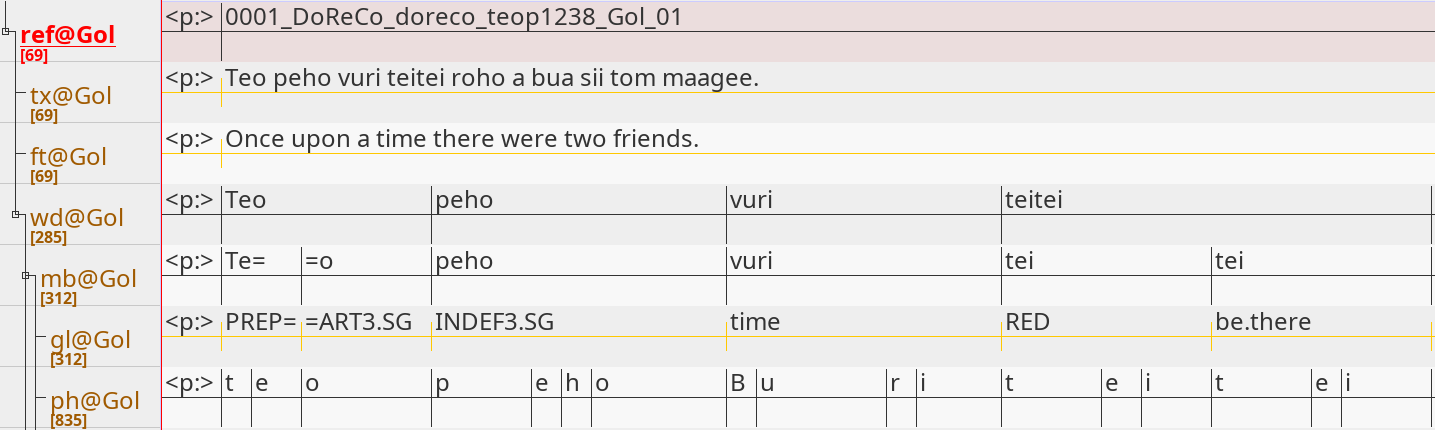 ref@Gol [69] <p:> 0001_DoReCo_doreco_teop1238_Gol_01
tx@Gol [69] <p:> Teo peho vuri teitei roho a bua sii tom maagee.
ft@Gol [69] <p:> Once upon a time there were two friends.
wd@Gol [285] <p:> Teo peho vuri teitei
mb@Gol [312] <p:> Te= =o peho vuri tei tei
gl@Gol [312] <p:> PREP= =ART3.SG INDEF3.SG time RED be.there
ph@Gol [835] <p:> t e o p e h o B u r i t e i t e i